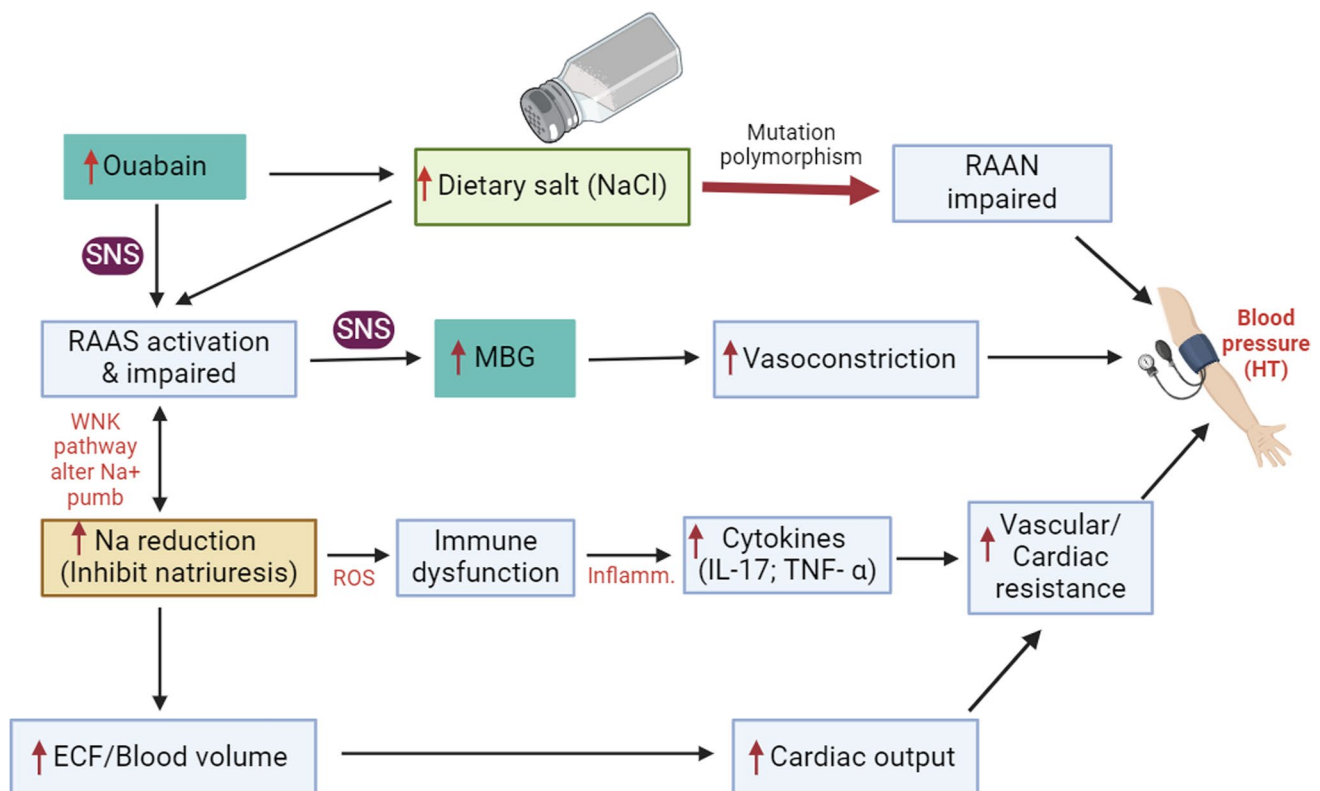 Mutation
polymorphism
Ouabain
Dietary salt (NaCl)
RAAN
impaired
SNS
RAAS activation
& impaired
SNS
MBG
Vasoconstriction
Blood
pressure
(HT)
WNK
pathway
alter Na+
pumb
Na reduction
(Inhibit natriuresis)
ROS
Immune
dysfunction
Inflamm.
Cytokines
(IL-17; TNF- α)
Vascular/
Cardiac
resistance
ECF/Blood volume
Cardiac output